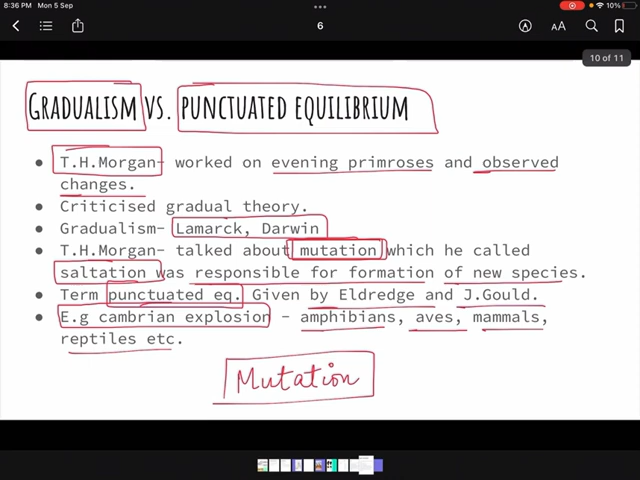 8:36 PM Mon 5 Sep
10%
6
AA
10 of 11
GRADUALISM VS. PUNCTUATED EQUILIBRIUM
• T.H.Morgan- worked on evening primroses and observed
changes.
• Criticised gradual theory.
• Gradualism- Lamarck, Darwin
• T.H.Morgan- talked about mutation which he called
saltation was responsible for formation of new species.
• Term punctuated eq. Given by Eldredge and J.Gould.
• E.g cambrian explosion - amphibians, aves, mammals,
reptiles etc.
Mutation